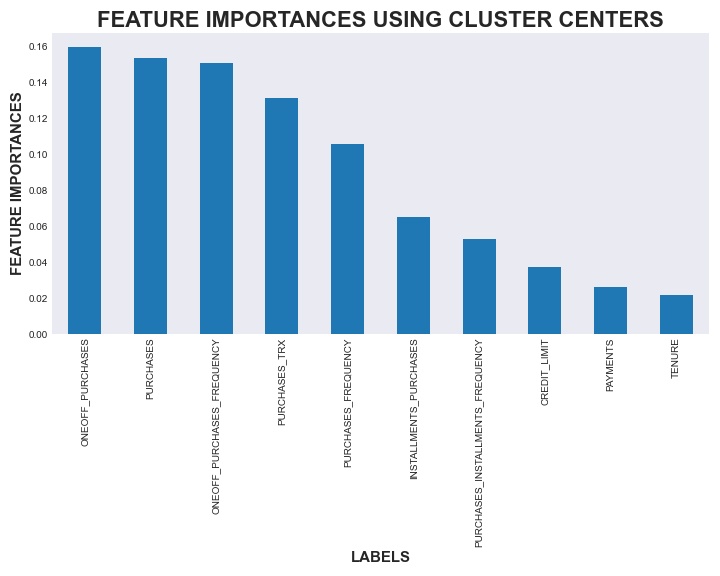 FEATURE IMPORTANCES USING CLUSTER CENTERS
FEATURE IMPORTANCES
0.16
0.14
0.12
0.10
0.08
0.06
0.04
0.02
0.00
ONEOFF_PURCHASES
PURCHASES
ONEOFF_PURCHASES_FREQUENCY
PURCHASES_TRX
PURCHASES_FREQUENCY
INSTALLMENTS_PURCHASES
PURCHASES_INSTALLMENTS_FREQUENCY
CREDIT_LIMIT
PAYMENTS
TENURE
LABELS